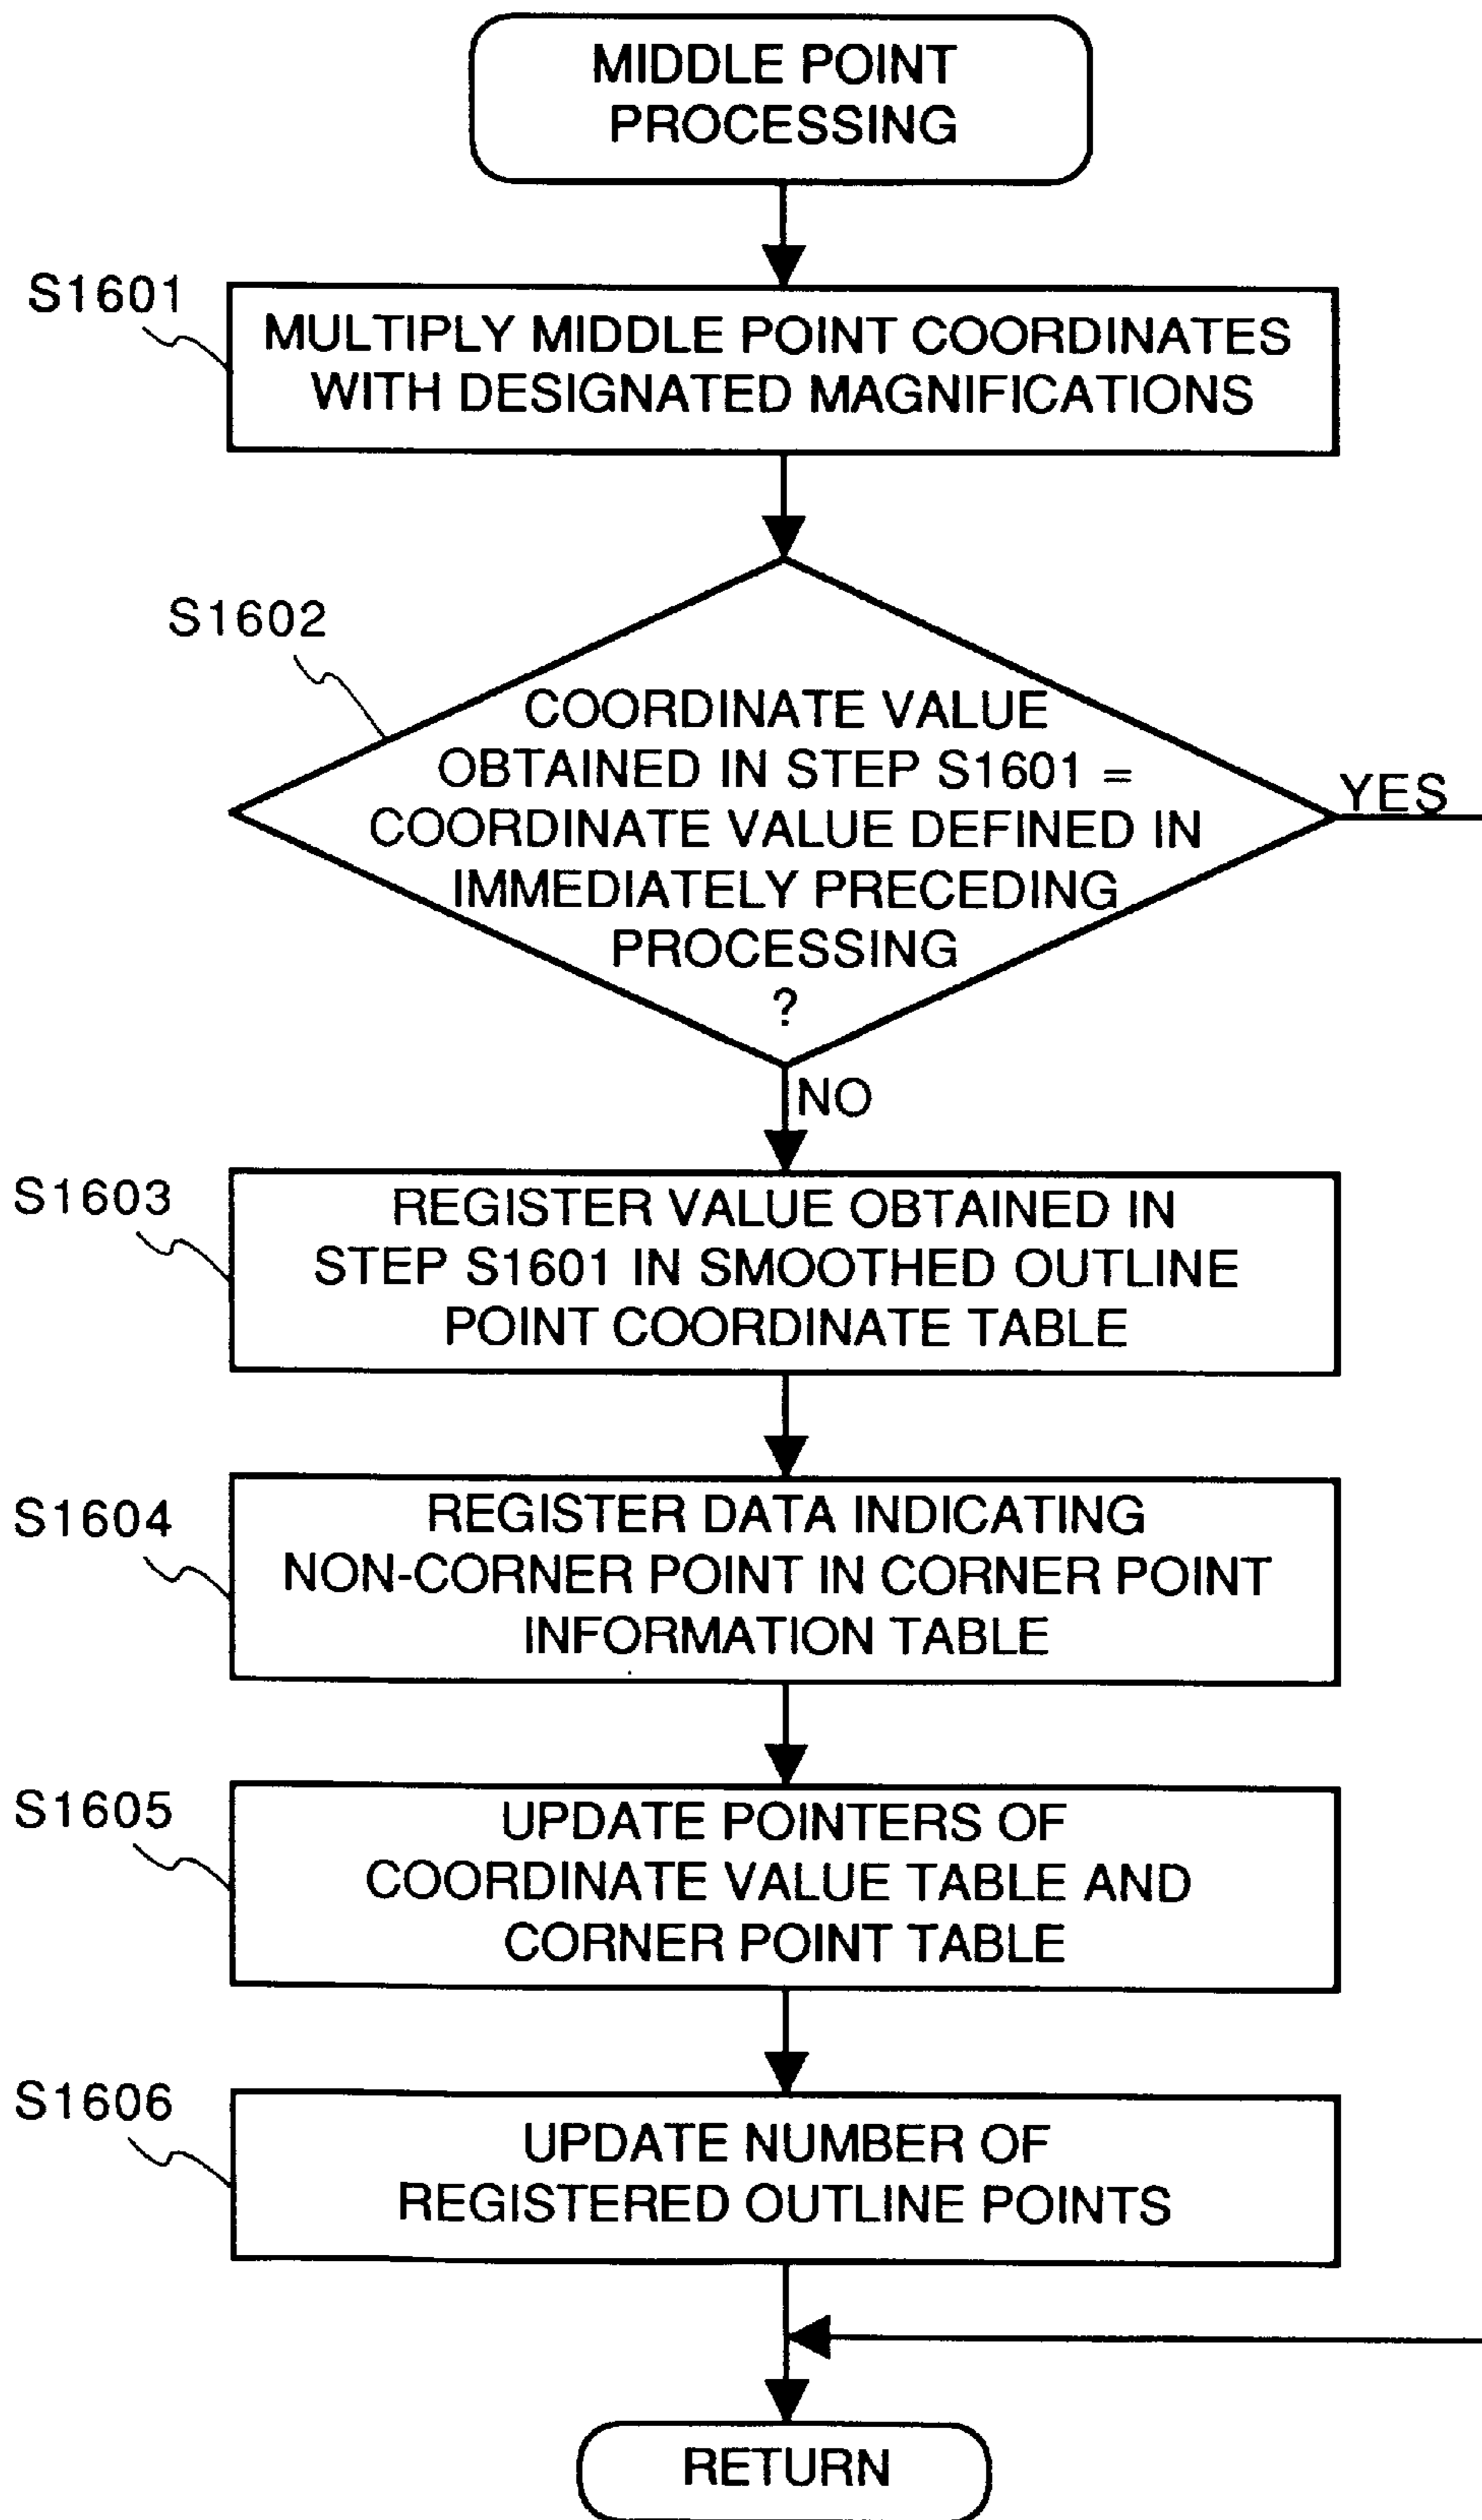 MIDDLE POINT
PROCESSING
S1601
MULTIPLY MIDDLE POINT COORDINATES
WITH DESIGNATED MAGNIFICATIONS
S1602
COORDINATE VALUE
OBTAINED IN STEP S1601 =
COORDINATE VALUE DEFINED IN
IMMEDIATELY PRECEDING
PROCESSING
?
YES
NO
S1603
REGISTER VALUE OBTAINED IN
STEP S1601 IN SMOOTHED OUTLINE
POINT COORDINATE TABLE
S1604
REGISTER DATA INDICATING
NON-CORNER POINT IN CORNER POINT
INFORMATION TABLE
S1605
UPDATE POINTERS OF
COORDINATE VALUE TABLE AND
CORNER POINT TABLE
S1606
UPDATE NUMBER OF
REGISTERED OUTLINE POINTS
RETURN